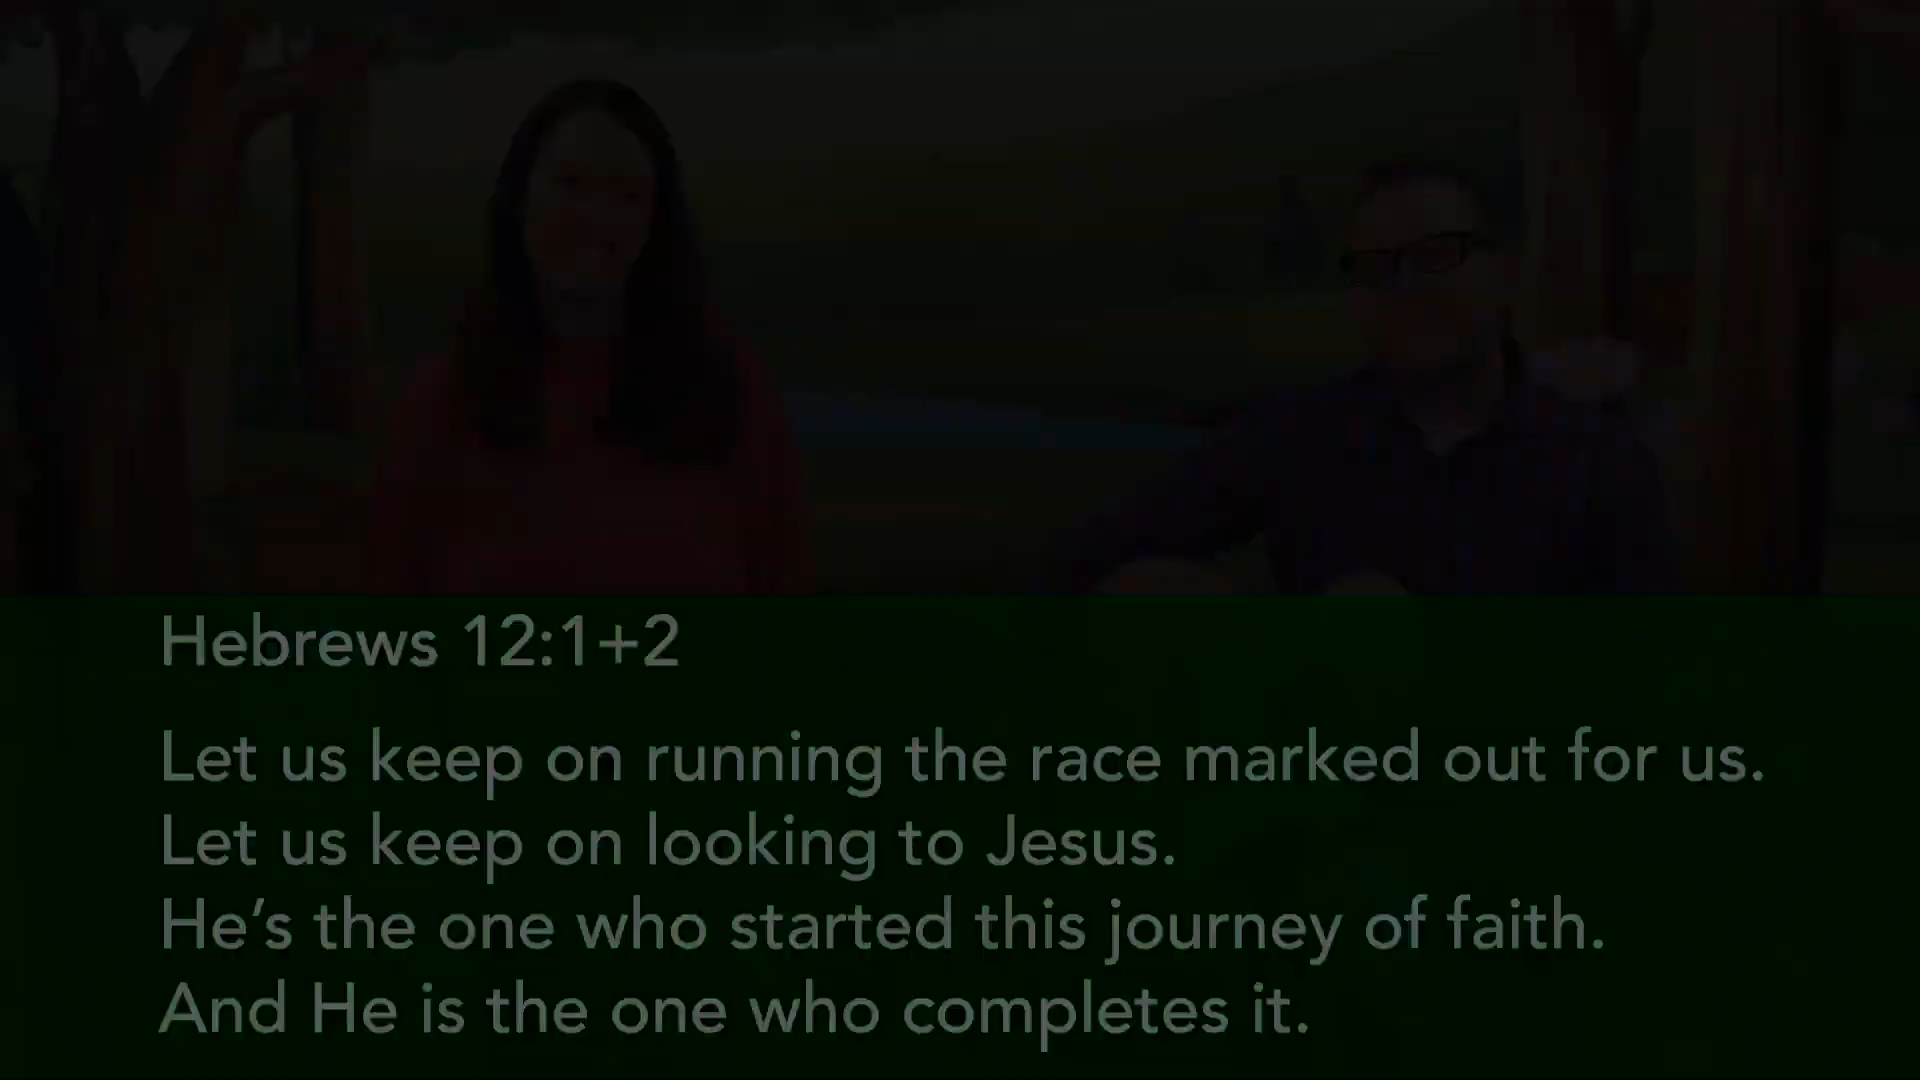 Hebrews 12:1+2
Let us keep on running the race marked out for us.
Let us keep on looking to Jesus.
He’s the one who started this journey of faith.
And He is the one who completes it.